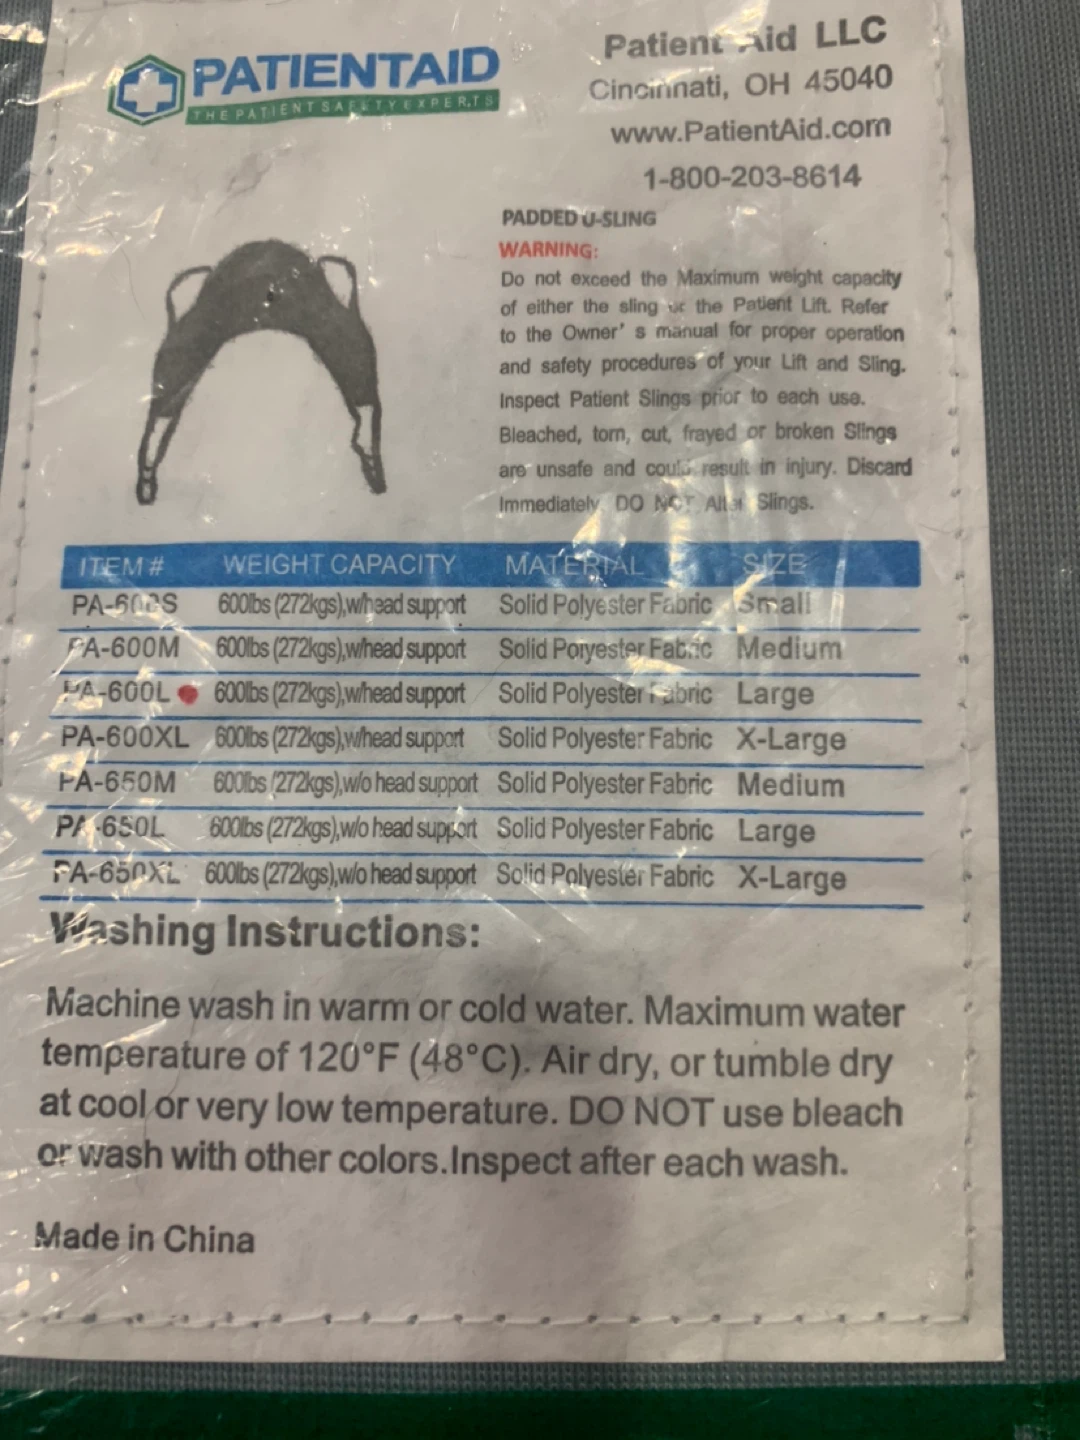 PATIENTAID
THE PATIENT SAFETY EXPERTS
Patient Aid LLC
Cincinnati, OH 45040
www.PatientAid.com
1-800-203-8614
PADDED U-SLING
WARNING:
Do not exceed the Maximum weight capacity
of either the sling or the Patient Lift. Refer
to the Owner' s manual for proper operation
and safety procedures of your Lift and Sling.
Inspect Patient Slings prior to each use.
Bleached, torn, cut, frayed or broken Slings
are unsafe and could result in injury. Discard
Immediately. DO NOT Alter Slings.
ITEM # WEIGHT CAPACITY MATERIAL SIZE
PA-600S 600lbs (272kgs),w/head support Solid Polyester Fabric Small
PA-600M 600lbs (272kgs),w/head support Solid Polyester Fabric Medium
PA-600L 600lbs (272kgs),w/head support Solid Polyester Fabric Large
PA-600XL 600lbs (272kgs),w/head support Solid Polyester Fabric X-Large
PA-650M 600lbs (272kgs),w/o head support Solid Polyester Fabric Medium
PA-650L 600lbs (272kgs),w/o head support Solid Polyester Fabric Large
PA-650XL 600lbs (272kgs),w/o head support Solid Polyester Fabric X-Large
Washing Instructions:
Machine wash in warm or cold water. Maximum water
temperature of 120°F (48°C). Air dry, or tumble dry
at cool or very low temperature. DO NOT use bleach
or wash with other colors.Inspect after each wash.
Made in China